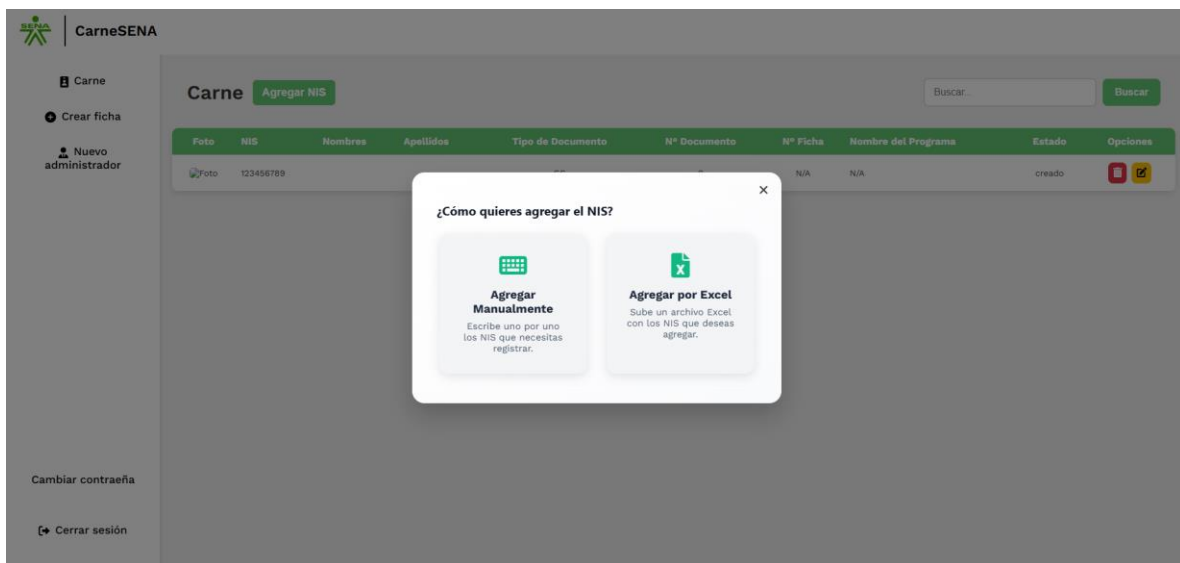 SENA
CarneSENA
Carne
Crear ficha
Nuevo
administrador
Cambiar contraeña
Cerrar sesión
Carne
Agregar NIS
Buscar...
Buscar
Foto NIS Nombres Apellidos Tipo de Documento N° Documento N° Ficha Nombre del Programa Estado Opciones
Foto 123456789 N/A N/A creado
¿Cómo quieres agregar el NIS?
Agregar
Manualmente
Escribe uno por uno
los NIS que necesitas
registrar.
Agregar por Excel
Sube un archivo Excel
con los NIS que deseas
agregar.